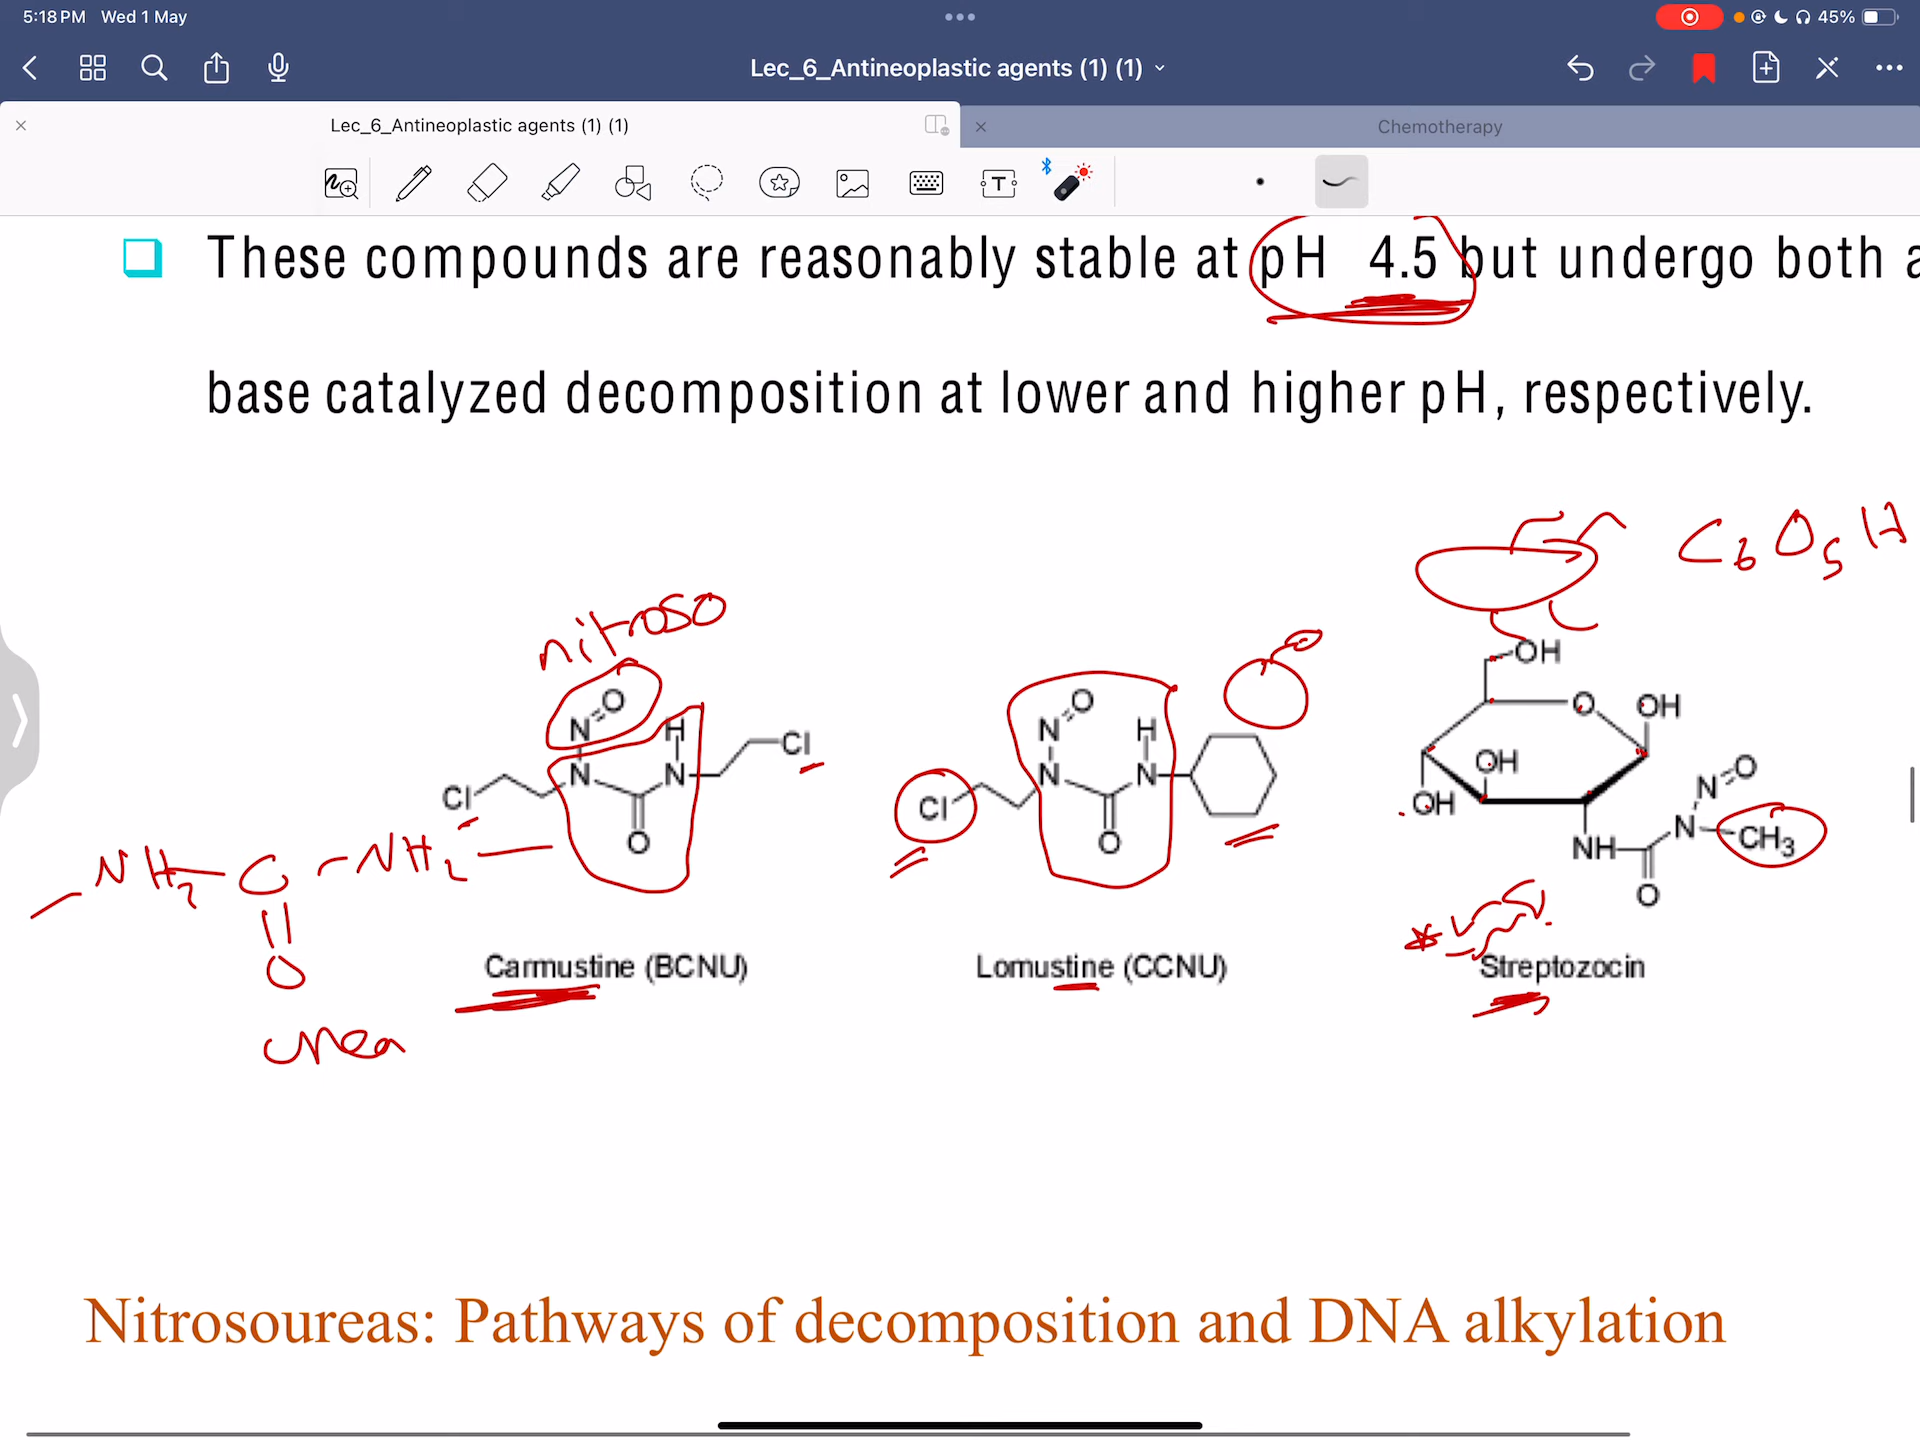 5:18 PM Wed 1 May
45%
Lec_6_Antineoplastic agents (1) (1)
Lec_6_Antineoplastic agents (1) (1)
Chemotherapy
T
These compounds are reasonably stable at pH 4.5 but undergo both a
base catalyzed decomposition at lower and higher pH, respectively.
C6O5H
nitroso
OH
N=O
H
N
N
Cl
Cl
O
N=O
H
N
N
Cl
O
O
OH
OH
OH
N=O
N
CH3
NH
O
NH2-C-NH2
O
urea
Carmustine (BCNU)
Lomustine (CCNU)
Streptozocin
Nitrosoureas: Pathways of decomposition and DNA alkylation